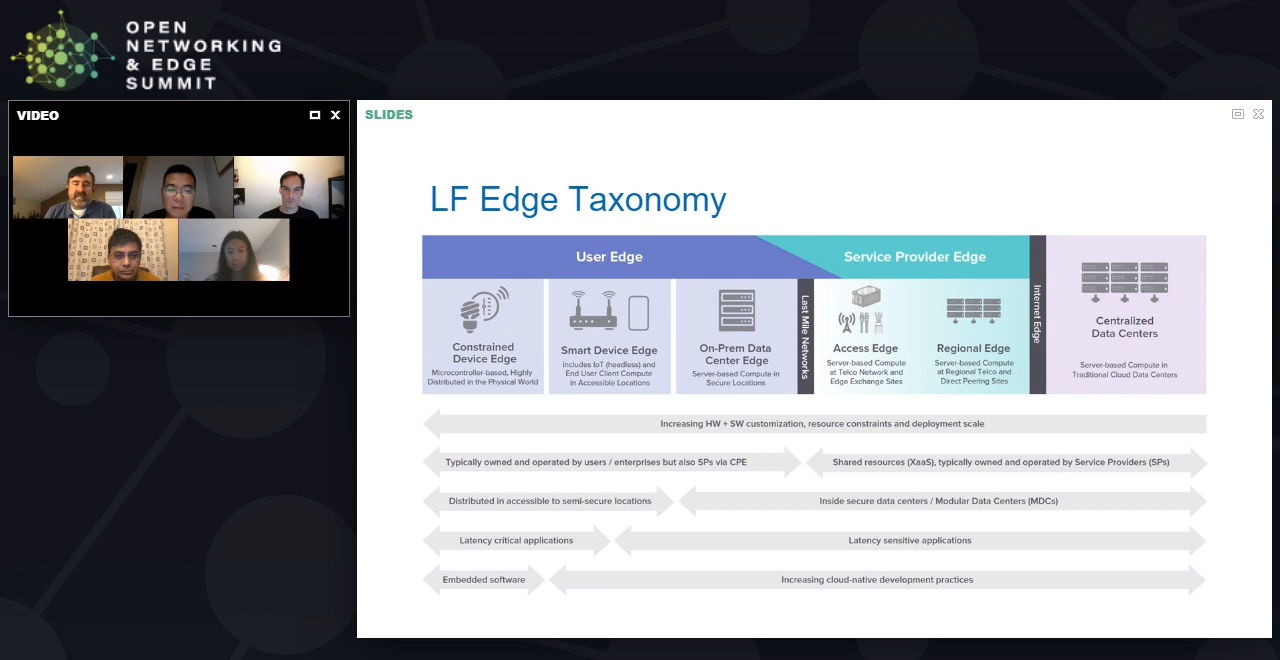 OPEN
NETWORKING
& EDGE
SUMMIT
VIDEO
SLIDES
LF Edge Taxonomy
User Edge
Service Provider Edge
Constrained
Device Edge
Microcontroller-based, Highly
Distributed in the Physical World
Smart Device Edge
Includes IoT (headless) and
End User Client Compute
in Accessible Locations
On-Prem Data
Center Edge
Server-based Compute in
Secure Locations
Last Mile Networks
Access Edge
Server-based Compute
at Telco Network and
Edge Exchange Sites
Regional Edge
Server-based Compute
at Regional Telco and
Direct Peering Sites
Internet Edge
Centralized
Data Centers
Server-based Compute in
Traditional Cloud Data Centers
Increasing HW + SW customization, resource constraints and deployment scale
Typically owned and operated by users / enterprises but also SPs via CPE
Shared resources (XaaS), typically owned and operated by Service Providers (SPs)
Distributed in accessible to semi-secure locations
Inside secure data centers / Modular Data Centers (MDCs)
Latency critical applications
Latency sensitive applications
Embedded software
Increasing cloud-native development practices